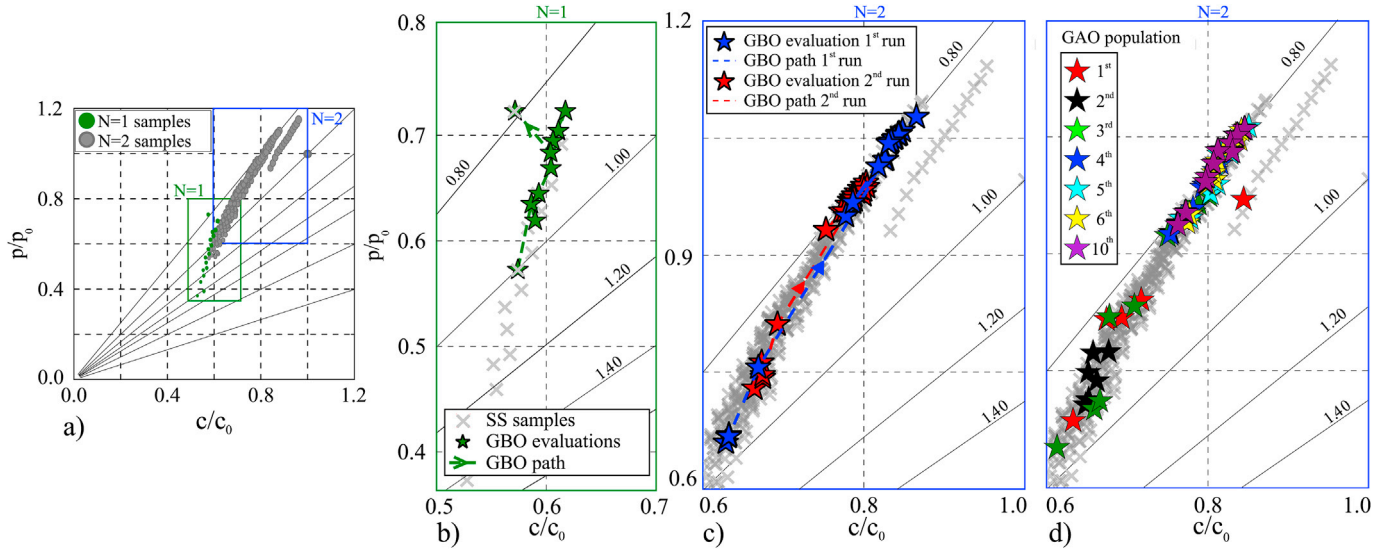 1.2
1.0
0.8
0.6
0.4
0.2
0.0
p/p0
N=1 samples
N=2 samples
N=2
N=1
0.4
0.8
1.2
c/c0
a)
N=1
0.8
0.7
0.6
0.5
0.4
p/p0
0.80
1.00
1.20
1.40
SS samples
GBO evaluations
GBO path
0.5
0.6
0.7
c/c0
b)
N=2
1.2
0.9
0.6
GBO evaluation 1st run
GBO path 1st run
GBO evaluation 2nd run
GBO path 2nd run
0.80
1.00
1.20
1.40
0.6
0.8
1.0
c/c0
c)
N=2
GAO population
1st
2nd
3rd
4th
5th
6th
10th
0.80
1.00
1.20
1.40
0.6
0.8
1.0
c/c0
d)